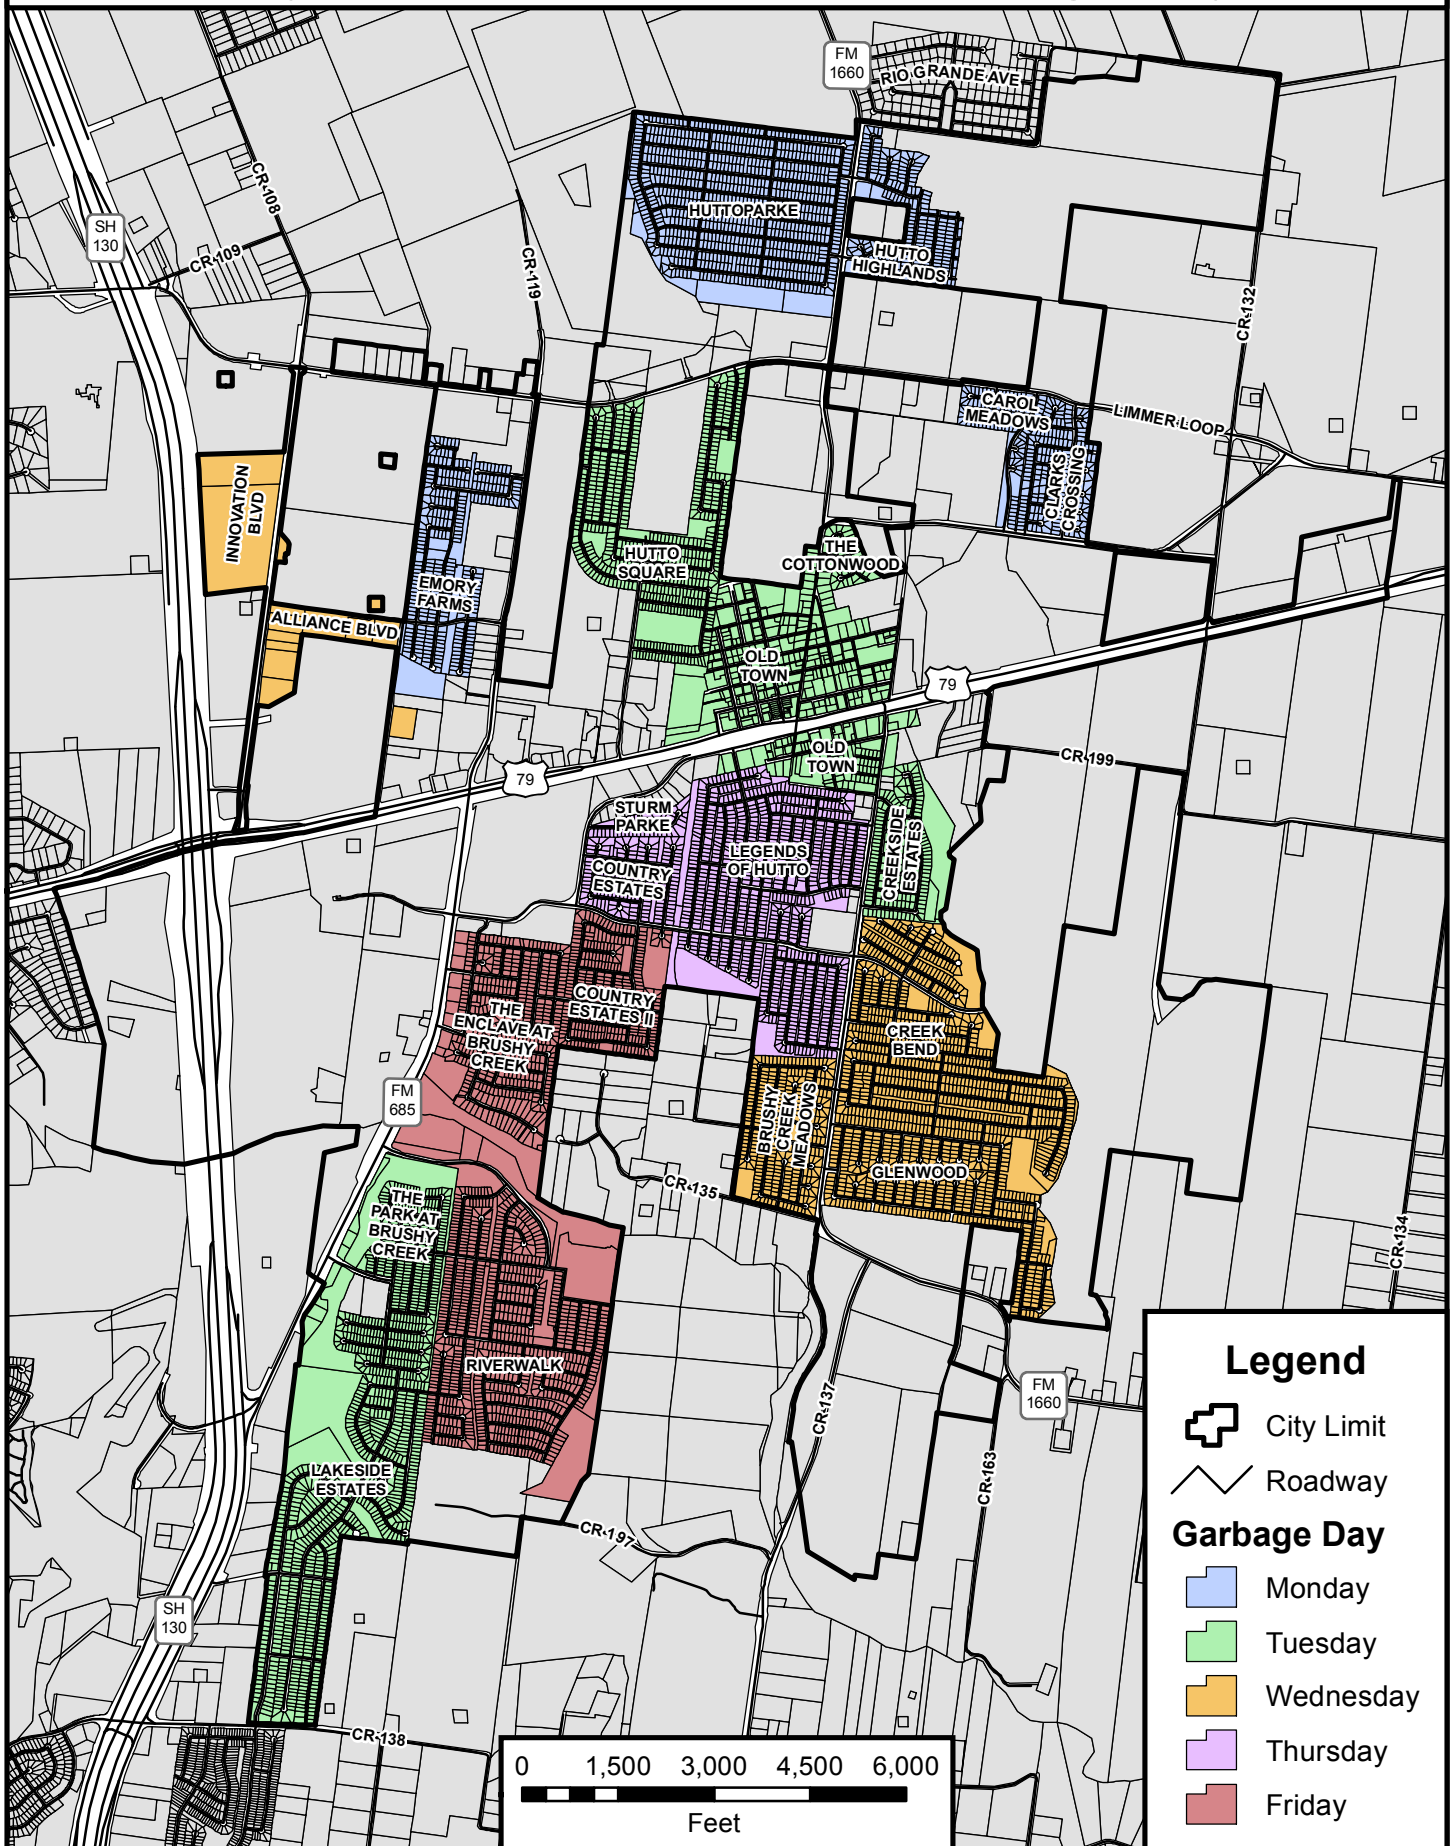 FM
1660
RIO GRANDE AVE
CR-108
HUTTOPARKE
SH
130
CR-109
CR-119
HUTTO
HIGHLANDS
CR-132
CAROL
MEADOWS
LIMMER LOOP
CLARKS
CROSSING
INNOVATION
BLVD
HUTTO
SQUARE
THE
COTTONWOOD
EMORY
FARMS
ALLIANCE BLVD
OLD
TOWN
79
OLD
TOWN
CR-199
79
STURM
PARKE
COUNTRY
ESTATES
LEGENDS
OF HUTTO
CREEKSIDE
ESTATES
COUNTRY
ESTATES II
THE
ENCLAVE AT
BRUSHY
CREEK
CREEK
BEND
FM
685
BRUSHY
CREEK
MEADOWS
GLENWOOD
CR-135
THE
PARK AT
BRUSHY
CREEK
CR-134
RIVERWALK
CR-137
FM
1660
LAKESIDE
ESTATES
CR-163
CR-197
SH
130
CR-138
0 1,500 3,000 4,500 6,000
Feet
Legend
City Limit
Roadway
Garbage Day
Monday
Tuesday
Wednesday
Thursday
Friday